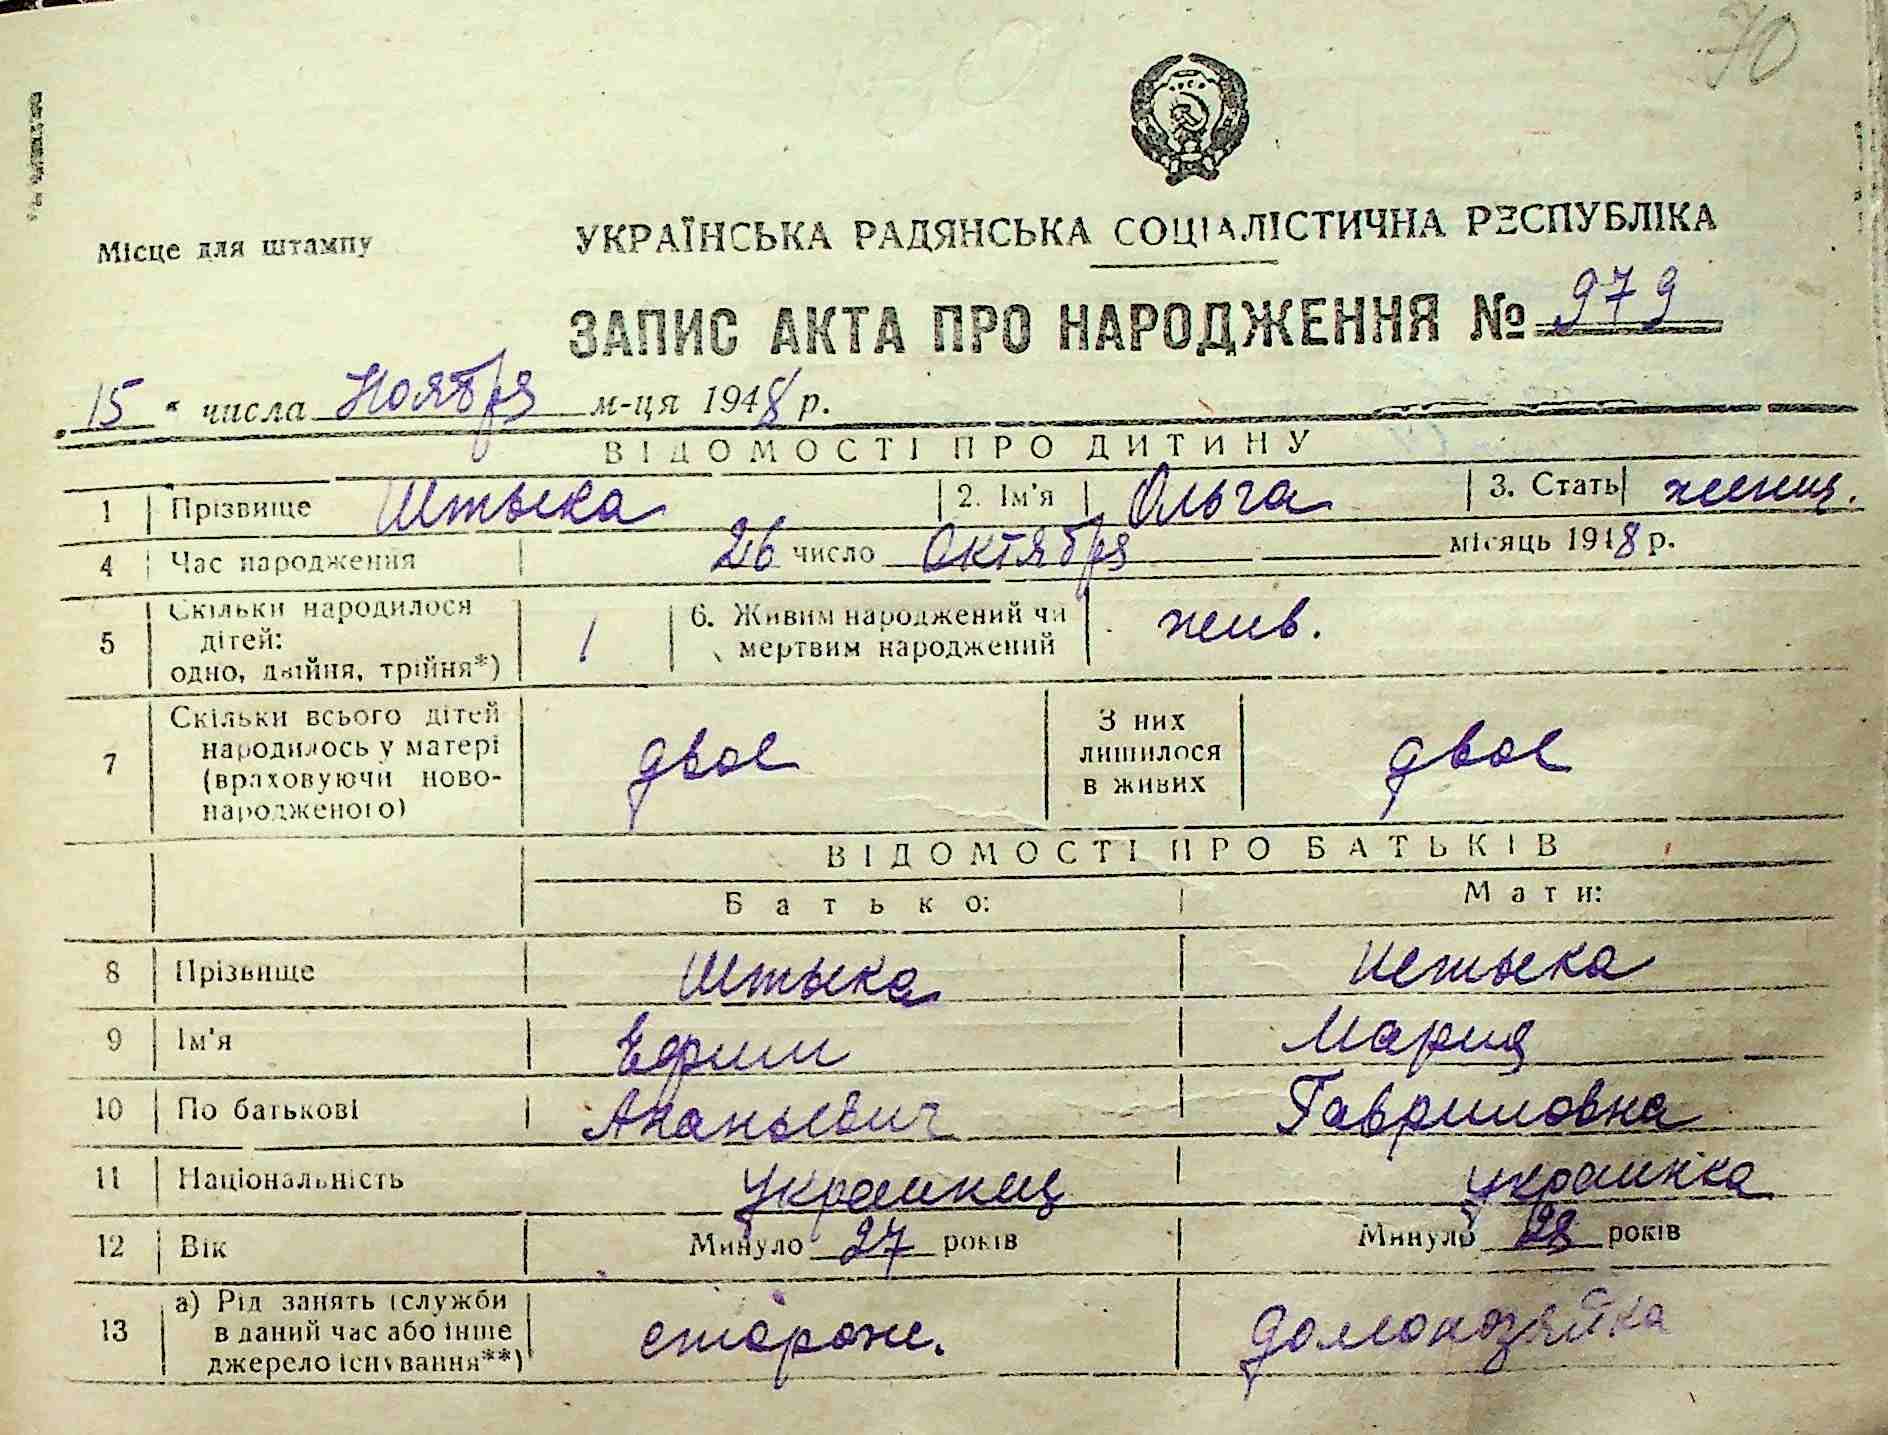 70
УКРАЇНСЬКА РАДЯНСЬКА СОЦІАЛІСТИЧНА РЕСПУБЛІКА
Місце для штампу
ЗАПИС АКТА ПРО НАРОДЖЕННЯ № 979
„15“ числа Ноября м-ця 1948 р.
ВІДОМОСТІ ПРО ДИТИНУ
1 Прізвище Штыка 2. Ім'я Ольга 3. Стать женщ.
4 Час народження 26 число Октября місяць 1948 р.
5 Скільки народилося дітей: одно, двійня, трійня*) 1 6. Живим народжений чи мертвим народжений жив.
7 Скільки всього дітей народилось у матері (враховуючи новонародженого) двое З них лишилося в живих двое
ВІДОМОСТІ ПРО БАТЬКІВ
Батько: Мати:
8 Прізвище Штыка Штыка
9 Ім'я Ефим Мария
10 По батькові Ананьевич Гавриловна
11 Національність украинец украинка
12 Вік Минуло 27 років Минуло 28 років
13 а) Рід занять (служби в даний час або інше джерело існування**) сторож. домохозяйка